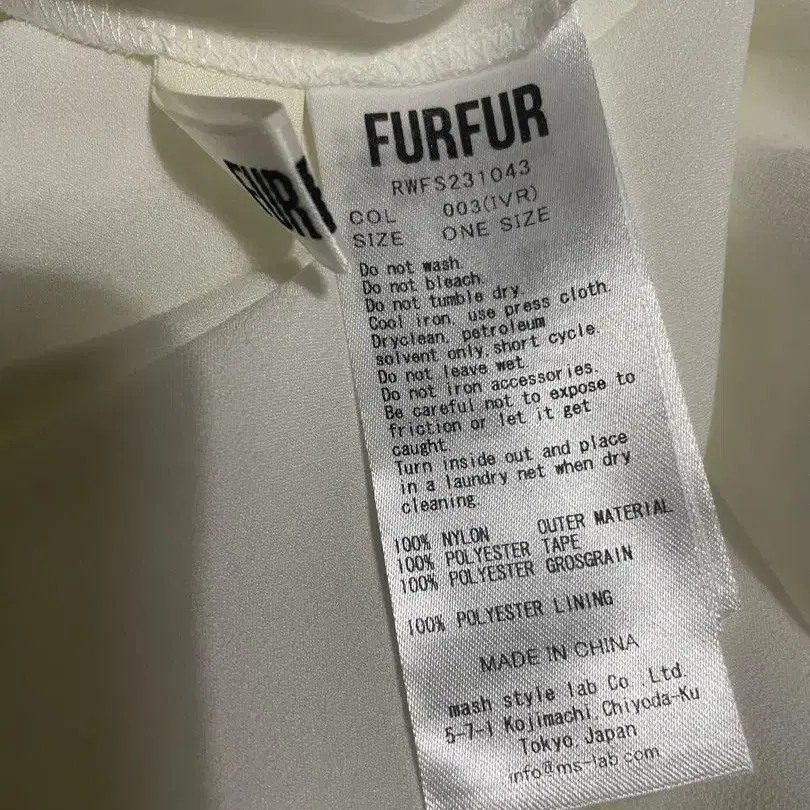 FURFUR
RWFS231043
COL 003(IVR)
SIZE ONE SIZE
Do not wash.
Do not bleach.
Do not tumble dry.
Cool iron, use press cloth.
Dryclean, petroleum
solvent only, short cycle.
Do not leave wet.
Do not iron accessories.
Be careful not to expose to
friction or let it get
caught.
Turn inside out and place
in a laundry net when dry
cleaning.
100% NYLON OUTER MATERIAL
100% POLYESTER TAPE
100% POLYESTER GROSGRAIN
100% POLYESTER LINING
MADE IN CHINA
mash style lab Co.,Ltd.
5-7-1 Kojimachi,Chiyoda-Ku
Tokyo,Japan
info@ms-lab.com